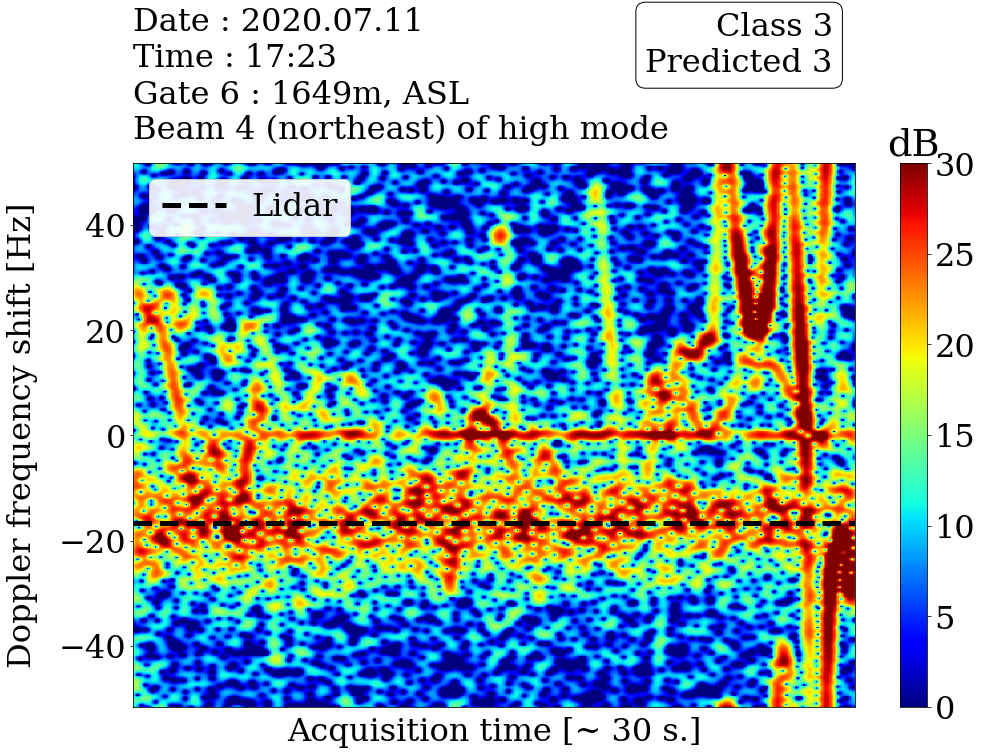 Date : 2020.07.11
Time : 17:23
Gate 6 : 1649m, ASL
Beam 4 (northeast) of high mode
Class 3
Predicted 3
dB
Lidar
Doppler frequency shift [Hz]
40
20
0
−20
−40
Acquisition time [~ 30 s.]
30
25
20
15
10
5
0